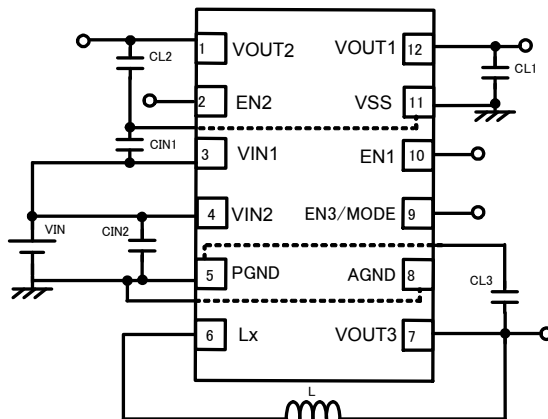 1 VOUT2 VOUT1 12
CL2
CL1
2 EN2 VSS 11
CIN1
3 VIN1 EN1 10
4 VIN2 EN3/MODE 9
VIN
CIN2
5 PGND AGND 8
CL3
6 Lx VOUT3 7
L